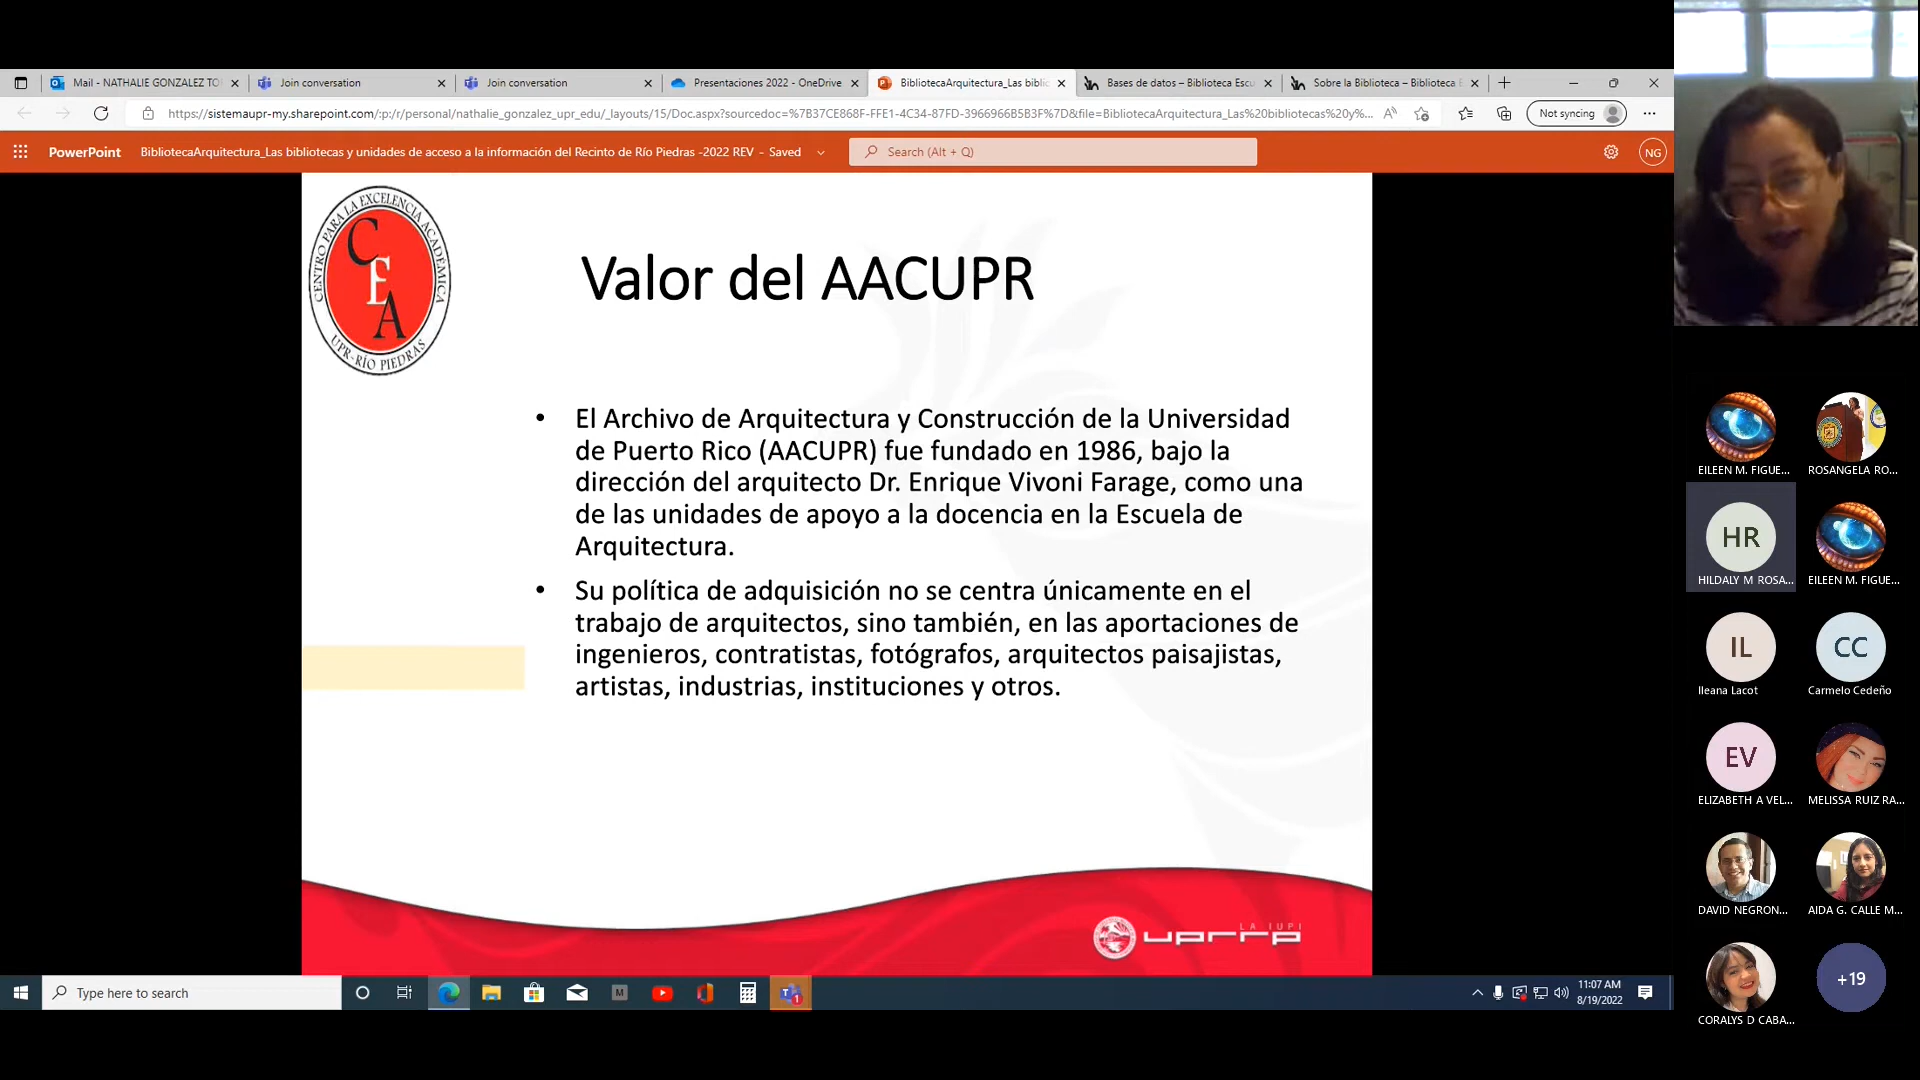 Mail - NATHALIE GONZALEZ TO
Join conversation
Join conversation
Presentaciones 2022 - OneDrive
BibliotecaArquitectura_Las biblio
Bases de datos – Biblioteca Escu
Sobre la Biblioteca – Biblioteca E
https://sistemaupr-my.sharepoint.com/:p:/r/personal/nathalie_gonzalez_upr_edu/_layouts/15/Doc.aspx?sourcedoc=%7B37CE868F-FFE1-4C34-87FD-3966966B5B3F%7D&file=BibliotecaArquitectura_Las%20bibliotecas%20y%...
Not syncing
PowerPoint
BibliotecaArquitectura_Las bibliotecas y unidades de acceso a la información del Recinto de Río Piedras -2022 REV - Saved
Search (Alt + Q)
NG
CENTRO PARA LA EXCELENCIA ACADÉMICA
CEA
UPR-RÍO PIEDRAS
Valor del AACUPR
• El Archivo de Arquitectura y Construcción de la Universidad
de Puerto Rico (AACUPR) fue fundado en 1986, bajo la
dirección del arquitecto Dr. Enrique Vivoni Farage, como una
de las unidades de apoyo a la docencia en la Escuela de
Arquitectura.
• Su política de adquisición no se centra únicamente en el
trabajo de arquitectos, sino también, en las aportaciones de
ingenieros, contratistas, fotógrafos, arquitectos paisajistas,
artistas, industrias, instituciones y otros.
LA IUPI
uprrp
Type here to search
11:07 AM
8/19/2022
EILEEN M. FIGUE...
ROSANGELA RO...
HR
HILDALY M ROSA...
EILEEN M. FIGUE...
IL
Ileana Lacot
CC
Carmelo Cedeño
EV
ELIZABETH A VEL...
MELISSA RUIZ RA...
DAVID NEGRON...
AIDA G. CALLE M...
CORALYS D CABA...
+19